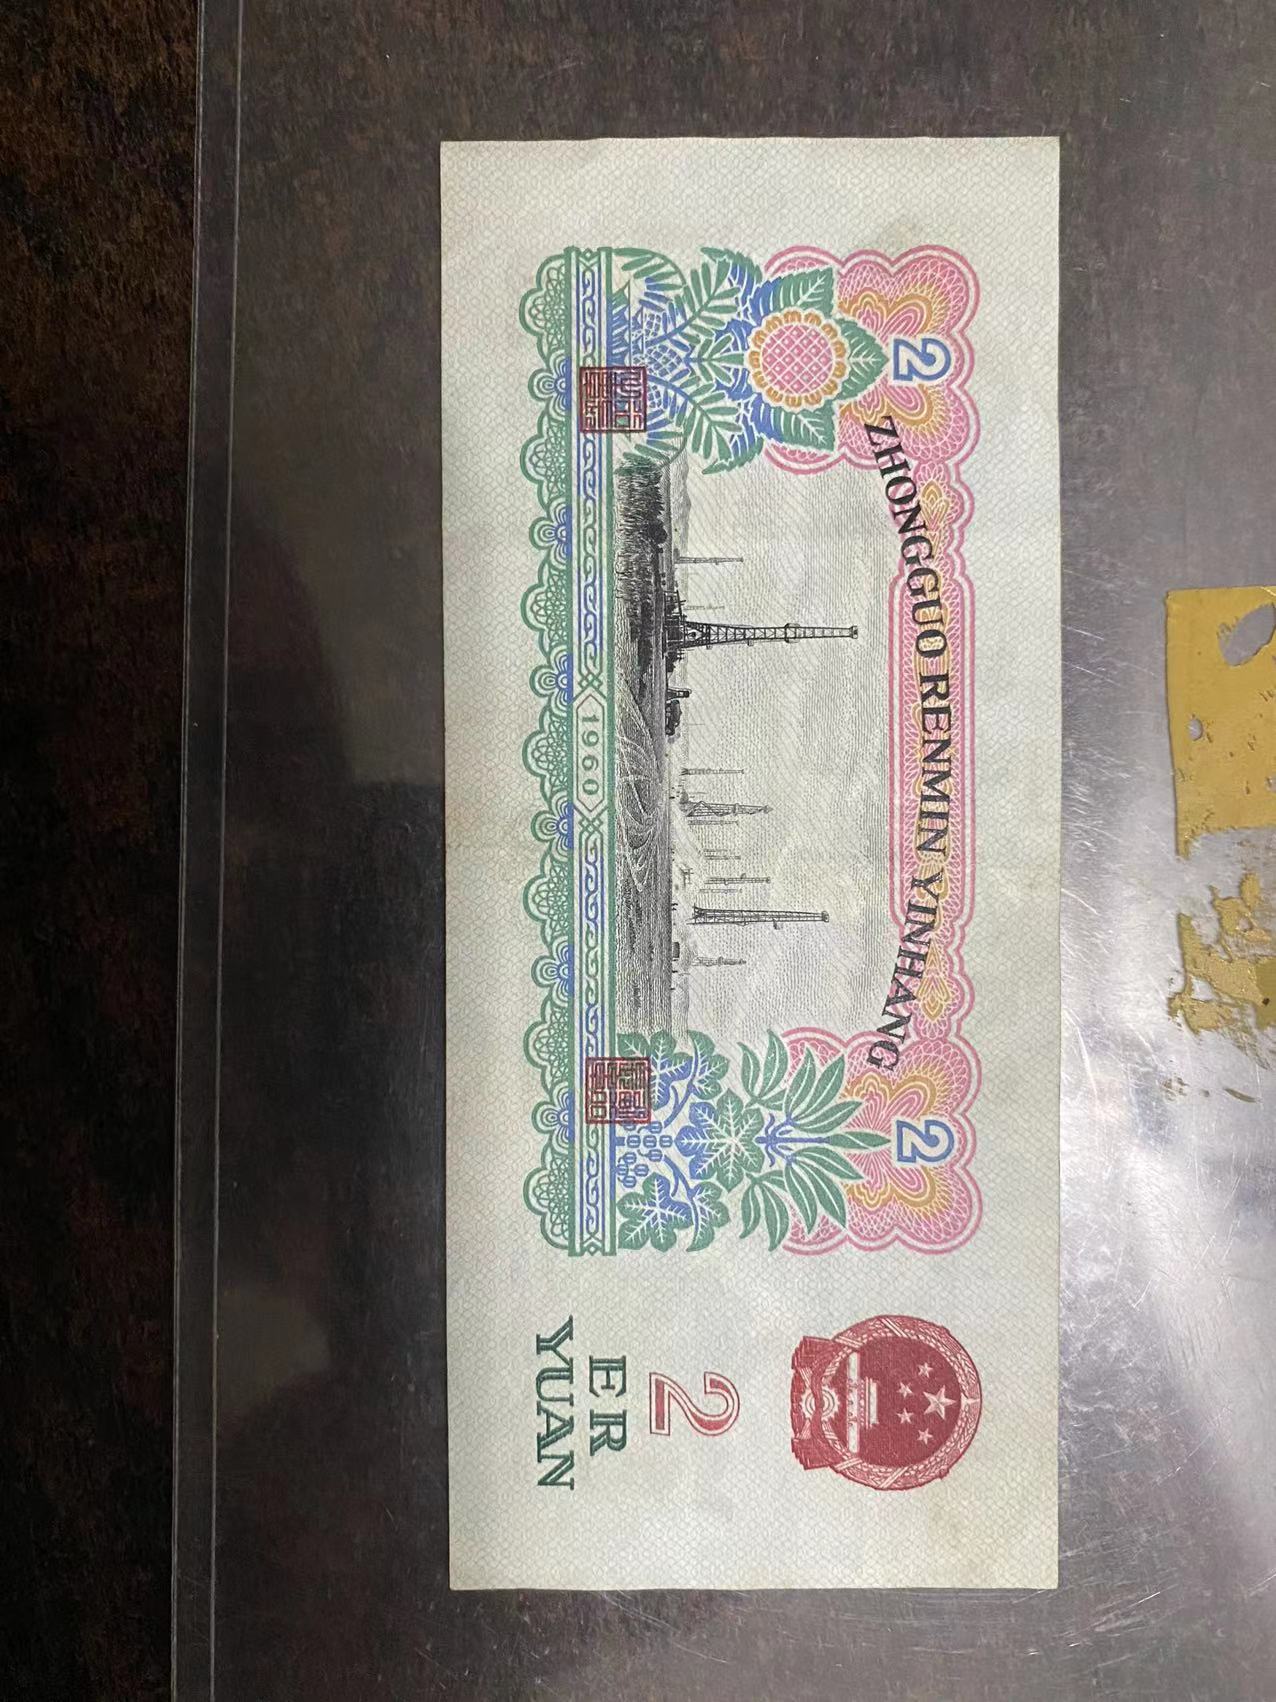 ZHONGGUO RENMIN YINHANG
2
2
1960
2
ER
YUAN